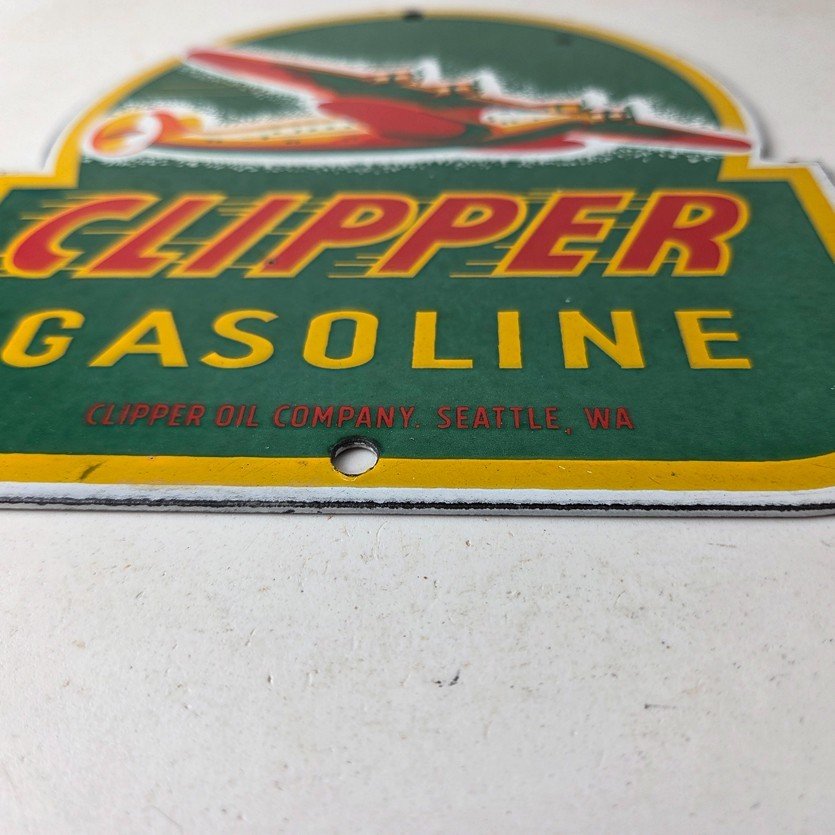 CLIPPER
GASOLINE
CLIPPER OIL COMPANY. SEATTLE, WA